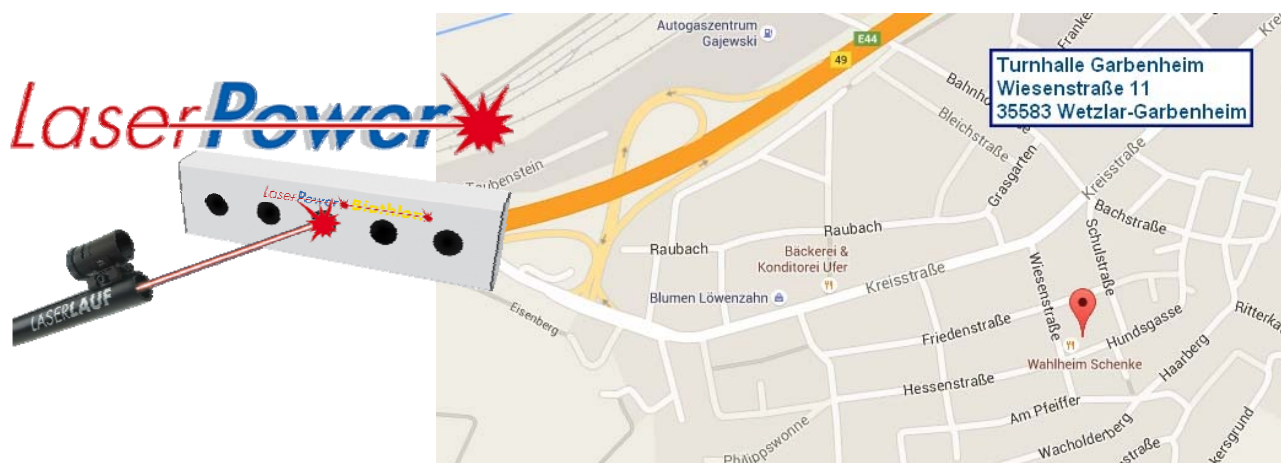 LaserPower
LaserPower Biathlon
LASERLAUF
Turnhalle Garbenheim
Wiesenstraße 11
35583 Wetzlar-Garbenheim
Autogaszentrum
Gajewski
E44
49
Taubenstein
Eisenberg
Raubach
Raubach
Bäckerei &
Konditorei Ufer
Blumen Löwenzahn
Kreisstraße
Kreisstraße
Bleichstraße
Grasgarten
Bachstraße
Schulstraße
Wiesenstraße
Friedenstraße
Hundsgasse
Wahlheim Schenke
Hessenstraße
Am Pfeiffer
Haarberg
Wacholderberg
Philippswonne